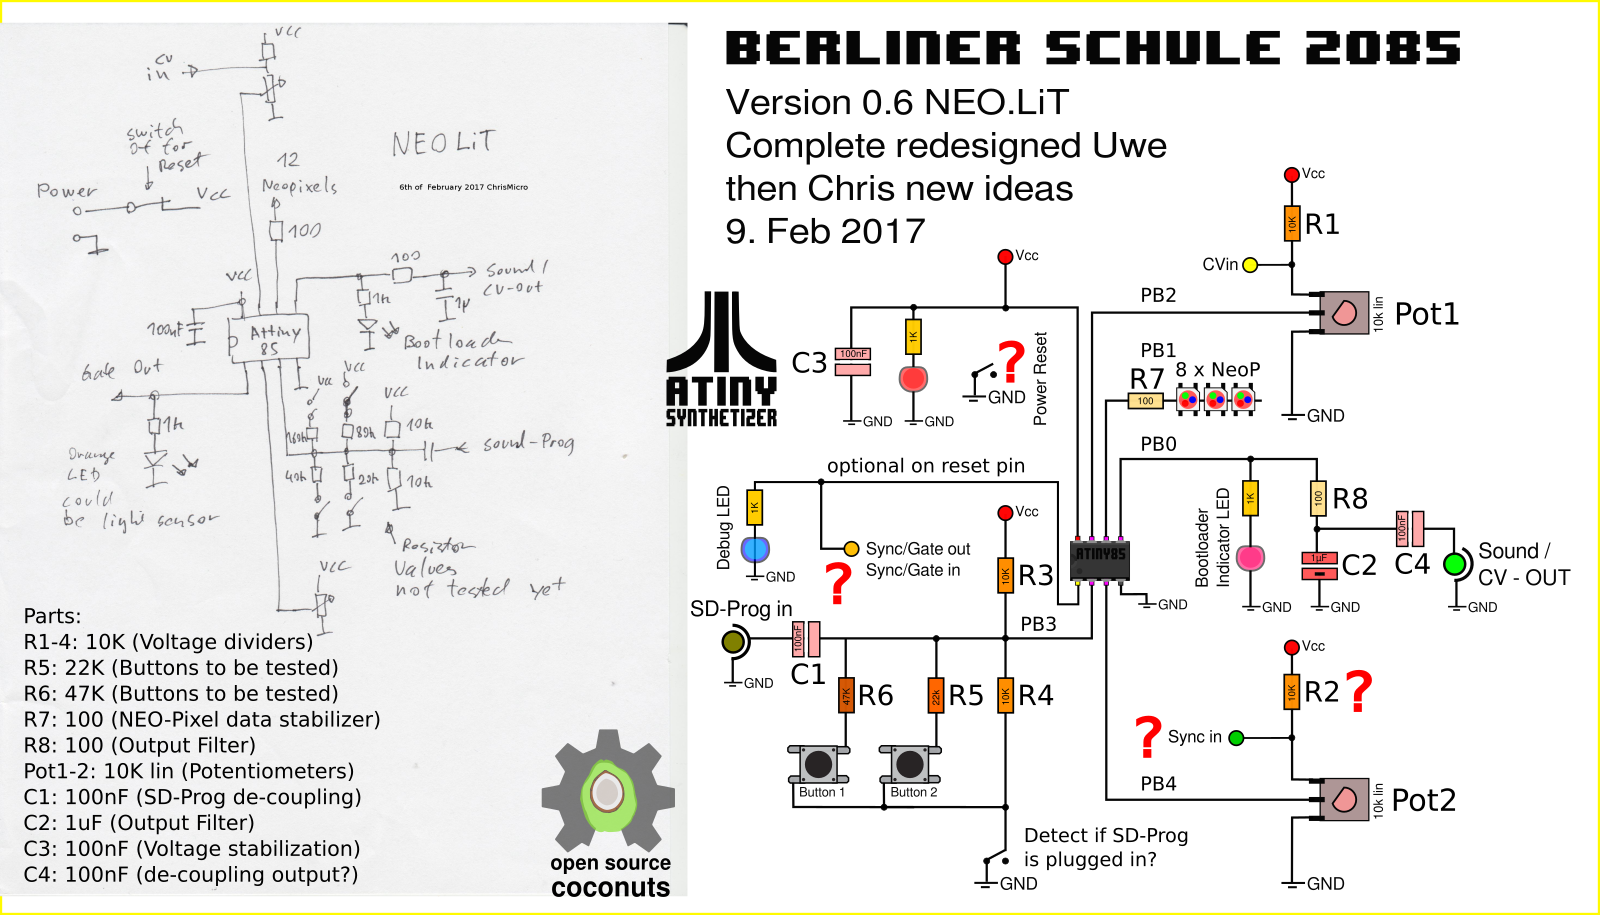 Vcc
CV
in
switch
Reset
Power
Vcc
12
Neopixels
100
NEO LiT
6th of February 2017 ChrisMicro
Vcc
100nF
Attiny
85
100
Sound /
CV-out
1k
1µ
Bootloader
Indicator
Gate Out
1k
Orange
LED
could
be light sensor
Vcc
Vcc
Vcc
10k
sound-Prog
20k
10k
Resistor
Values
not tested yet
Vcc
Parts:
R1-4: 10K (Voltage dividers)
R5: 22K (Buttons to be tested)
R6: 47K (Buttons to be tested)
R7: 100 (NEO-Pixel data stabilizer)
R8: 100 (Output Filter)
Pot1-2: 10K lin (Potentiometers)
C1: 100nF (SD-Prog de-coupling)
C2: 1uF (Output Filter)
C3: 100nF (Voltage stabilization)
C4: 100nF (de-coupling output?)
open source
coconuts
BERLINER SCHULE 2085
Version 0.6 NEO.LiT
Complete redesigned Uwe
then Chris new ideas
9. Feb 2017
ATINY
SYNTHETIZER
Vcc
C3
100nF
1K
?
GND
Power Reset
GND
GND
Vcc
10K
R1
CVin
PB2
10k lin
Pot1
PB1
R7
100
8 x NeoP
GND
PB0
optional on reset pin
Debug LED
1K
GND
Sync/Gate out
Sync/Gate in
?
Vcc
10K
R3
ATINY85
GND
Bootloader
Indicator LED
1K
GND
100
R8
1µF
C2
GND
100nF
C4
Sound /
CV - OUT
GND
SD-Prog in
GND
100nF
C1
PB3
47K
R6
22k
R5
10K
R4
Button 1
Button 2
Detect if SD-Prog
is plugged in?
GND
Vcc
10K
R2
?
?
Sync in
PB4
10k lin
Pot2
GND